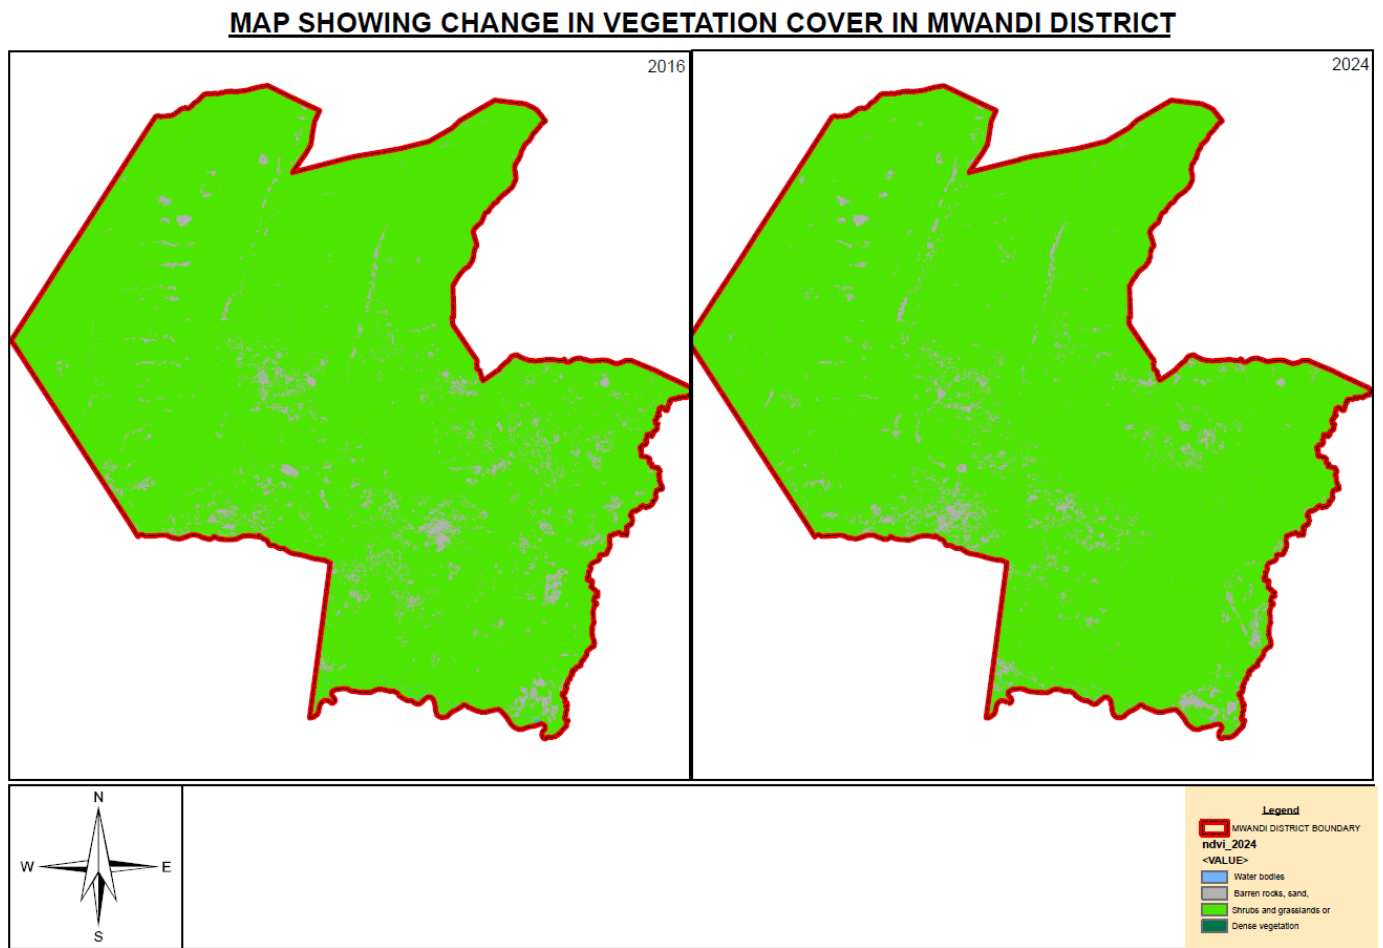 MAP SHOWING CHANGE IN VEGETATION COVER IN MWANDI DISTRICT
2016
2024
N
W
E
S
Legend
MWANDI DISTRICT BOUNDARY
ndvi_2024
<VALUE>
Water bodies
Barren rocks, sand,
Shrubs and grasslands or
Dense vegetation